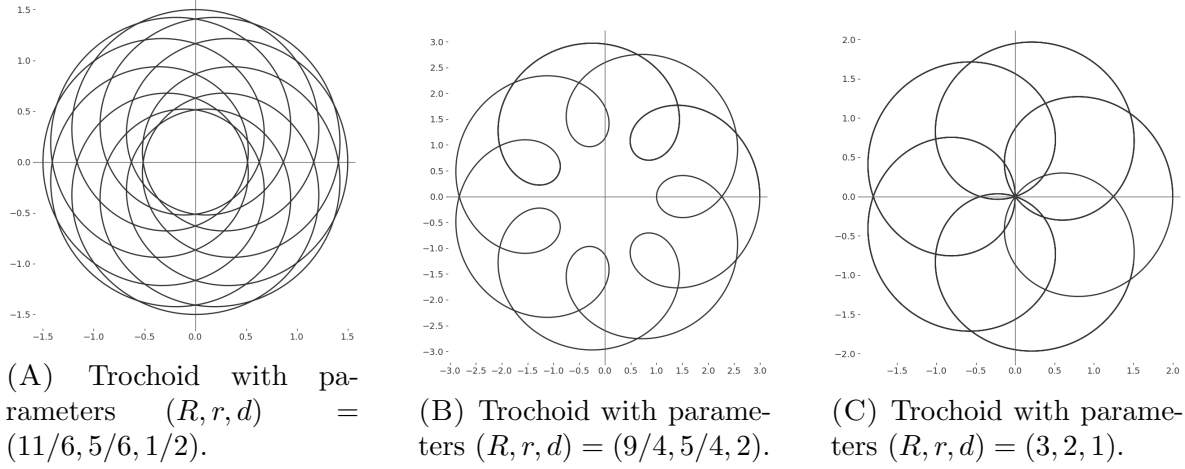 1.5
1.0
0.5
0.0
−0.5
−1.0
−1.5
−1.5 −1.0 −0.5 0.0 0.5 1.0 1.5
(A) Trochoid with pa-
rameters (R, r, d) =
(11/6, 5/6, 1/2).
3.0
2.5
2.0
1.5
1.0
0.5
0.0
−0.5
−1.0
−1.5
−2.0
−2.5
−3.0
−3.0 −2.5 −2.0 −1.5 −1.0 −0.5 0.0 0.5 1.0 1.5 2.0 2.5 3.0
(B) Trochoid with parame-
ters (R, r, d) = (9/4, 5/4, 2).
2.0
1.5
1.0
0.5
0.0
−0.5
−1.0
−1.5
−2.0
−1.5 −1.0 −0.5 0.0 0.5 1.0 1.5 2.0
(C) Trochoid with parame-
ters (R, r, d) = (3, 2, 1).